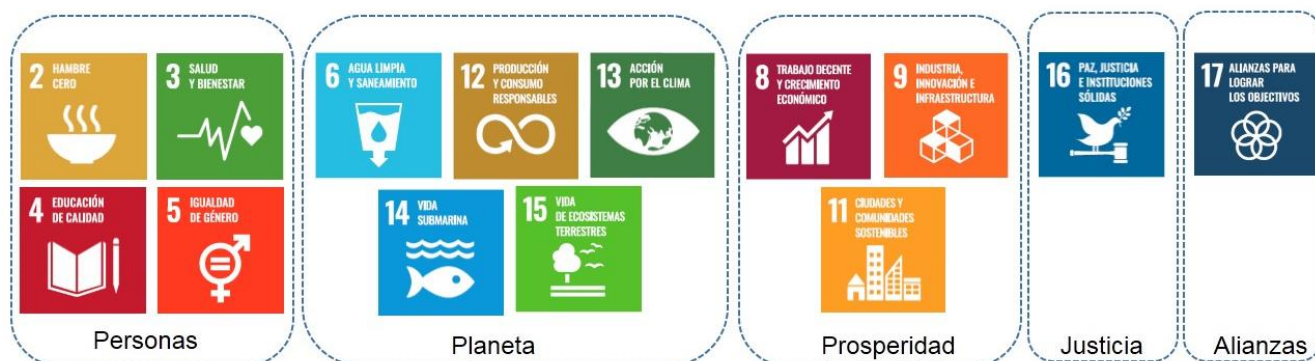 2 HAMBRE
CERO
3 SALUD
Y BIENESTAR
4 EDUCACIÓN
DE CALIDAD
5 IGUALDAD
DE GÉNERO
Personas
6 AGUA LIMPIA
Y SANEAMIENTO
12 PRODUCCIÓN
Y CONSUMO
RESPONSABLES
13 ACCIÓN
POR EL CLIMA
14 VIDA
SUBMARINA
15 VIDA
DE ECOSISTEMAS
TERRESTRES
Planeta
8 TRABAJO DECENTE
Y CRECIMIENTO
ECONÓMICO
9 INDUSTRIA,
INNOVACIÓN E
INFRAESTRUCTURA
11 CIUDADES Y
COMUNIDADES
SOSTENIBLES
Prosperidad
16 PAZ, JUSTICIA
E INSTITUCIONES
SÓLIDAS
Justicia
17 ALIANZAS PARA
LOGRAR
LOS OBJETIVOS
Alianzas